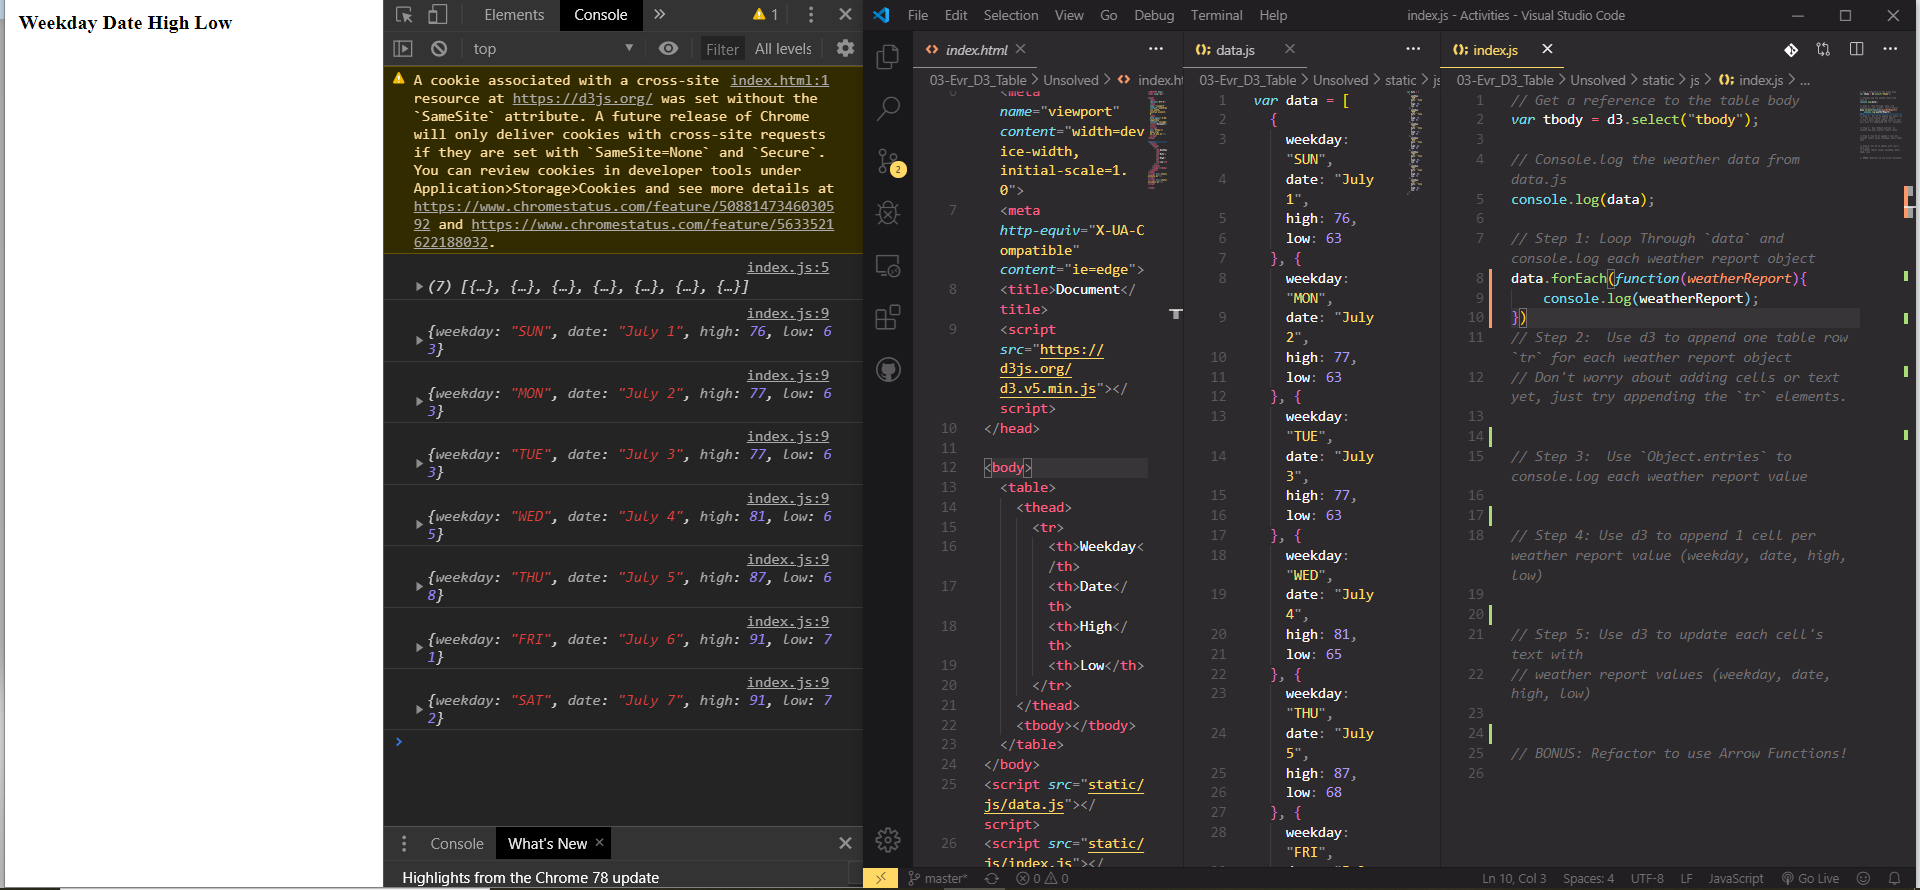 Weekday Date High Low
Elements
Console
1
top
Filter
All levels
A cookie associated with a cross-site index.html:1
resource at https://d3js.org/ was set without the
`SameSite` attribute. A future release of Chrome
will only deliver cookies with cross-site requests
if they are set with `SameSite=None` and `Secure`.
You can review cookies in developer tools under
Application>Storage>Cookies and see more details at
https://www.chromestatus.com/feature/50881473460305
92 and https://www.chromestatus.com/feature/5633521
622188032.
index.js:5
(7) [{…}, {…}, {…}, {…}, {…}, {…}, {…}]
index.js:9
{weekday: "SUN", date: "July 1", high: 76, low: 6
3}
index.js:9
{weekday: "MON", date: "July 2", high: 77, low: 6
3}
index.js:9
{weekday: "TUE", date: "July 3", high: 77, low: 6
3}
index.js:9
{weekday: "WED", date: "July 4", high: 81, low: 6
5}
index.js:9
{weekday: "THU", date: "July 5", high: 87, low: 6
8}
index.js:9
{weekday: "FRI", date: "July 6", high: 91, low: 7
1}
index.js:9
{weekday: "SAT", date: "July 7", high: 91, low: 7
2}
Console
What's New
Highlights from the Chrome 78 update
File Edit Selection View Go Debug Terminal Help
index.js - Activities - Visual Studio Code
2
index.html
03-Evr_D3_Table > Unsolved > <> index.ht
6 <meta
name="viewport"
content="width=dev
ice-width,
initial-scale=1.
0">
7 <meta
http-equiv="X-UA-C
ompatible"
content="ie=edge">
8 <title>Document</
title>
9 <script
src="https://
d3js.org/
d3.v5.min.js"></
script>
10 </head>
11
12 <body>
13 <table>
14 <thead>
15 <tr>
16 <th>Weekday<
/th>
17 <th>Date</
th>
18 <th>High</
th>
19 <th>Low</th>
20 </tr>
21 </thead>
22 <tbody></tbody>
23 </table>
24 </body>
25 <script src="static/
js/data.js"></
script>
26 <script src="static/
js/index.js"></
data.js
03-Evr_D3_Table > Unsolved > static > js
1 var data = [
2 {
3 weekday:
"SUN",
4 date: "July
1",
5 high: 76,
6 low: 63
7 }, {
8 weekday:
"MON",
9 date: "July
2",
10 high: 77,
11 low: 63
12 }, {
13 weekday:
"TUE",
14 date: "July
3",
15 high: 77,
16 low: 63
17 }, {
18 weekday:
"WED",
19 date: "July
4",
20 high: 81,
21 low: 65
22 }, {
23 weekday:
"THU",
24 date: "July
5",
25 high: 87,
26 low: 68
27 }, {
28 weekday:
"FRI",
index.js
03-Evr_D3_Table > Unsolved > static > js > index.js > ...
1 // Get a reference to the table body
2 var tbody = d3.select("tbody");
3
4 // Console.log the weather data from
data.js
5 console.log(data);
6
7 // Step 1: Loop Through `data` and
console.log each weather report object
8 data.forEach(function(weatherReport){
9 console.log(weatherReport);
10 })
11 // Step 2: Use d3 to append one table row
`tr` for each weather report object
12 // Don't worry about adding cells or text
yet, just try appending the `tr` elements.
13
14
15 // Step 3: Use `Object.entries` to
console.log each weather report value
16
17
18 // Step 4: Use d3 to append 1 cell per
weather report value (weekday, date, high,
low)
19
20
21 // Step 5: Use d3 to update each cell's
text with
22 // weather report values (weekday, date,
high, low)
23
24
25 // BONUS: Refactor to use Arrow Functions!
26
master*
0 0
Ln 10, Col 3 Spaces: 4 UTF-8 LF JavaScript Go Live